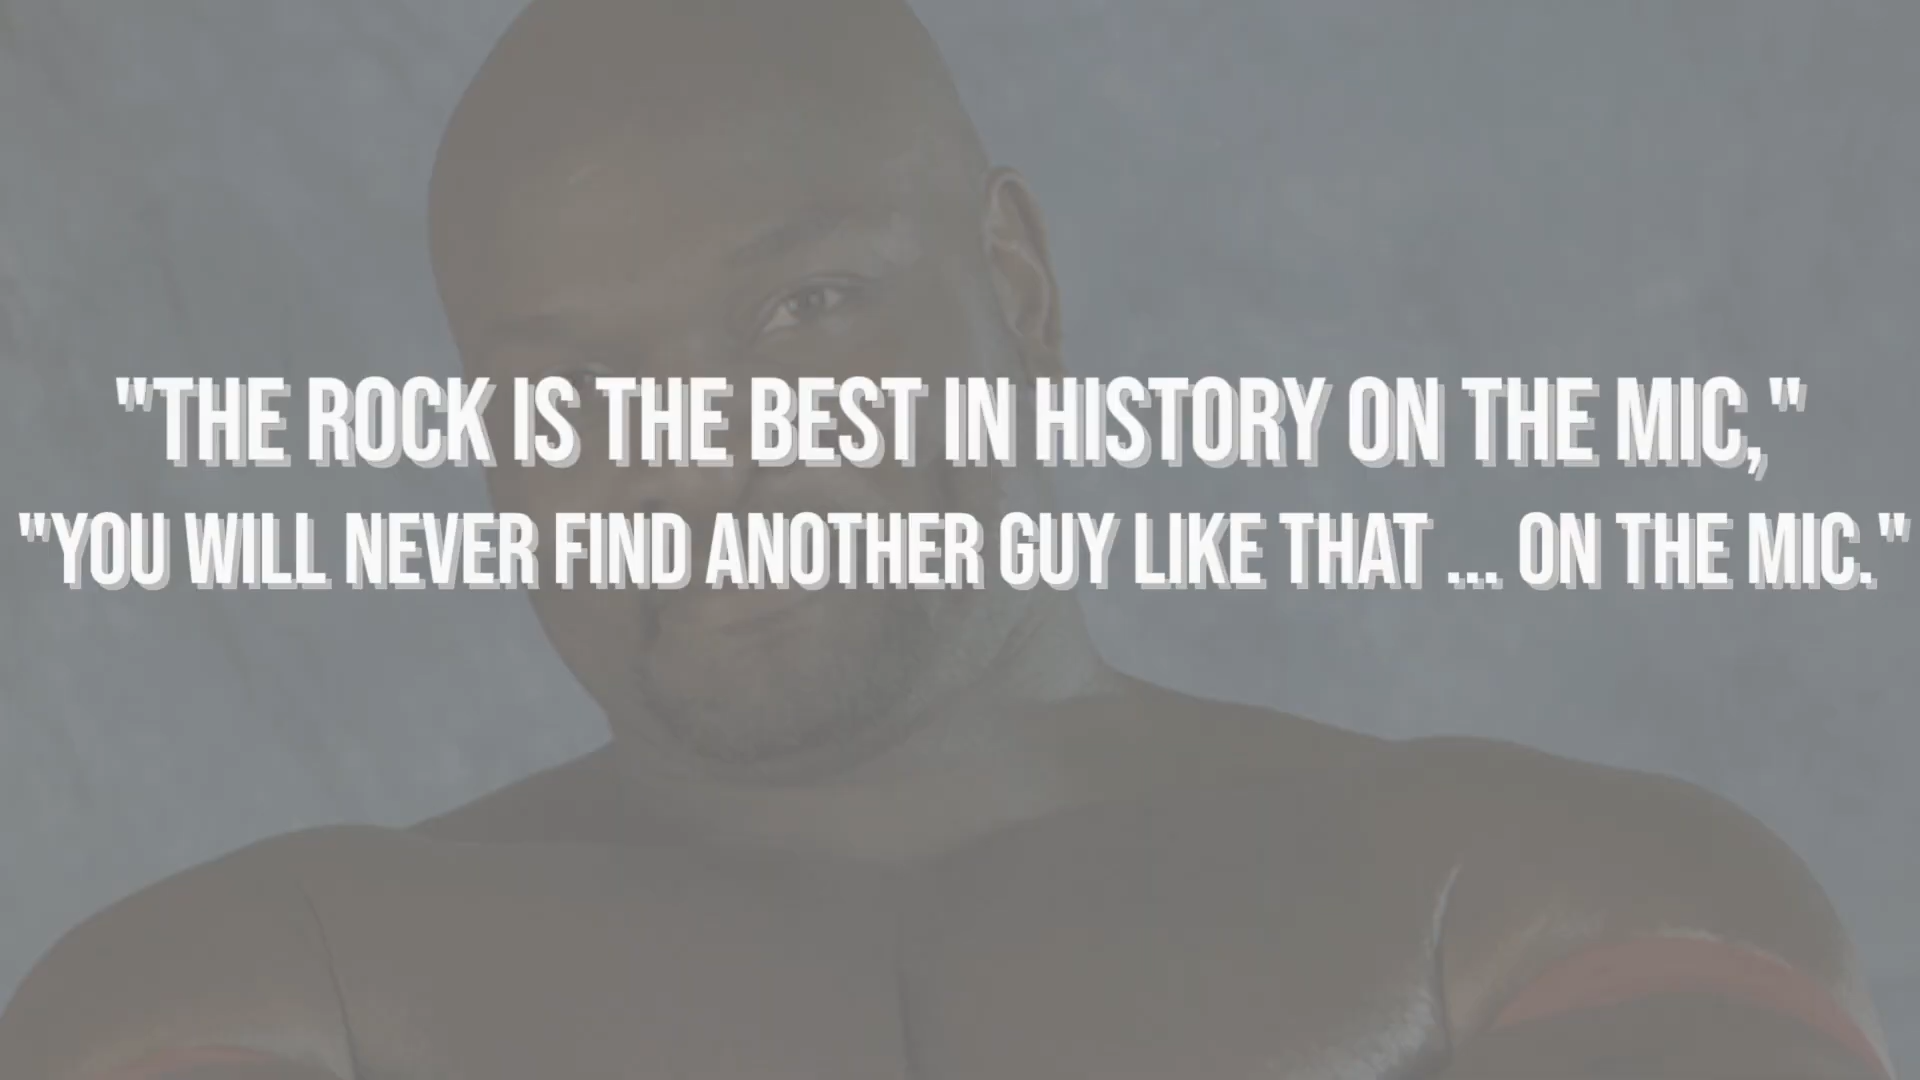 "THE ROCK IS THE BEST IN HISTORY ON THE MIC,"
"YOU WILL NEVER FIND ANOTHER GUY LIKE THAT ... ON THE MIC."